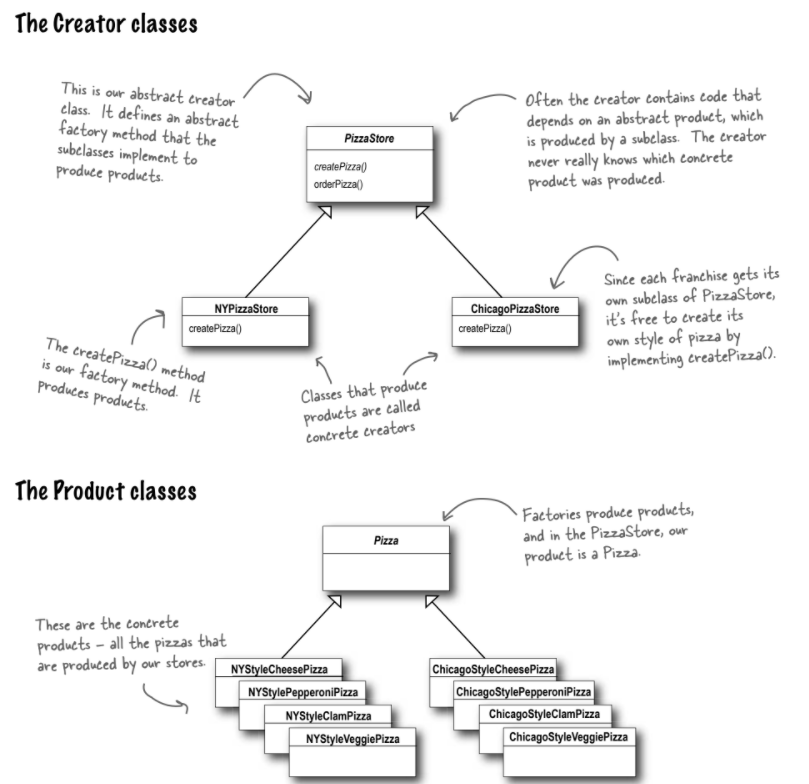 The Creator classes
This is our abstract creator
class. It defines an abstract
factory method that the
subclasses implement to
produce products.
Often the creator contains code that
depends on an abstract product, which
is produced by a subclass. The creator
never really knows which concrete
product was produced.
PizzaStore
createPizza()
orderPizza()
NYPizzaStore
createPizza()
ChicagoPizzaStore
createPizza()
Since each franchise gets its
own subclass of PizzaStore,
it's free to create its
own style of pizza by
implementing createPizza().
The createPizza() method
is our factory method. It
produces products.
Classes that produce
products are called
concrete creators
The Product classes
Factories produce products,
and in the PizzaStore, our
product is a Pizza.
Pizza
These are the concrete
products – all the pizzas that
are produced by our stores.
NYStyleCheesePizza
NYStylePepperoniPizza
NYStyleClamPizza
NYStyleVeggiePizza
ChicagoStyleCheesePizza
ChicagoStylePepperoniPizza
ChicagoStyleClamPizza
ChicagoStyleVeggiePizza